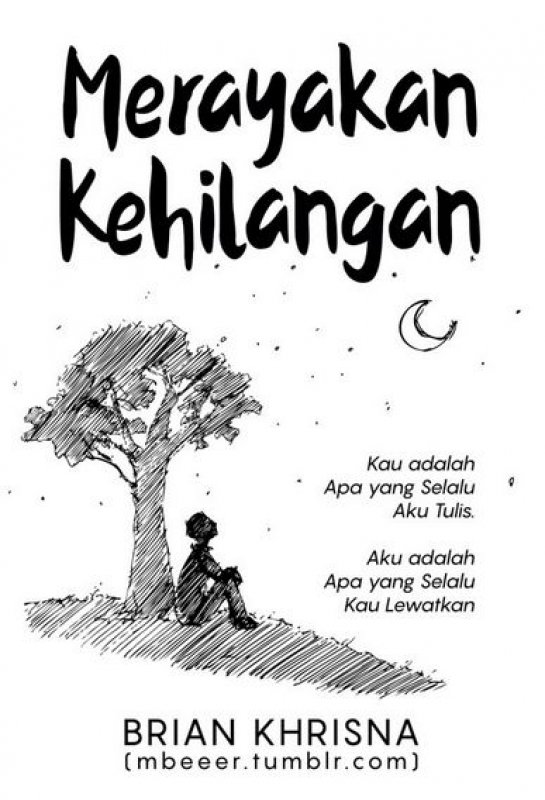 Merayakan
Kehilangan
Kau adalah
Apa yang Selalu
Aku Tulis.
Aku adalah
Apa yang Selalu
Kau Lewatkan
BRIAN KHRISNA
(mbeeer.tumblr.com)